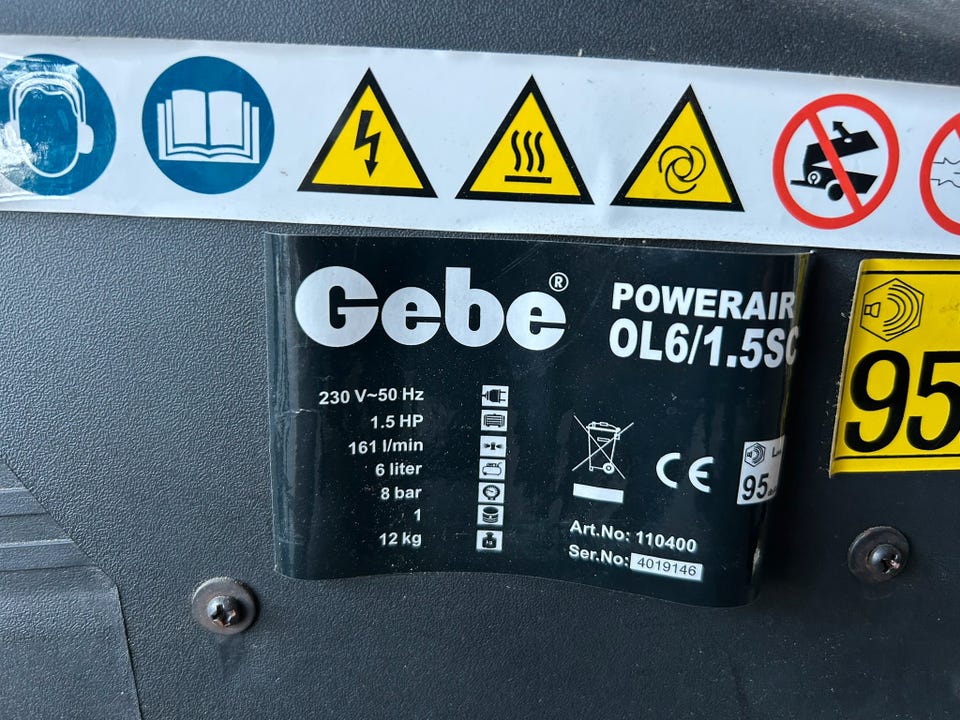 Gebe®
POWERAIR
OL6/1.5SC
230 V~50 Hz
1.5 HP
161 l/min
6 liter
8 bar
1
12 kg
CE
95
Art.No: 110400
Ser.No: 4019146
95